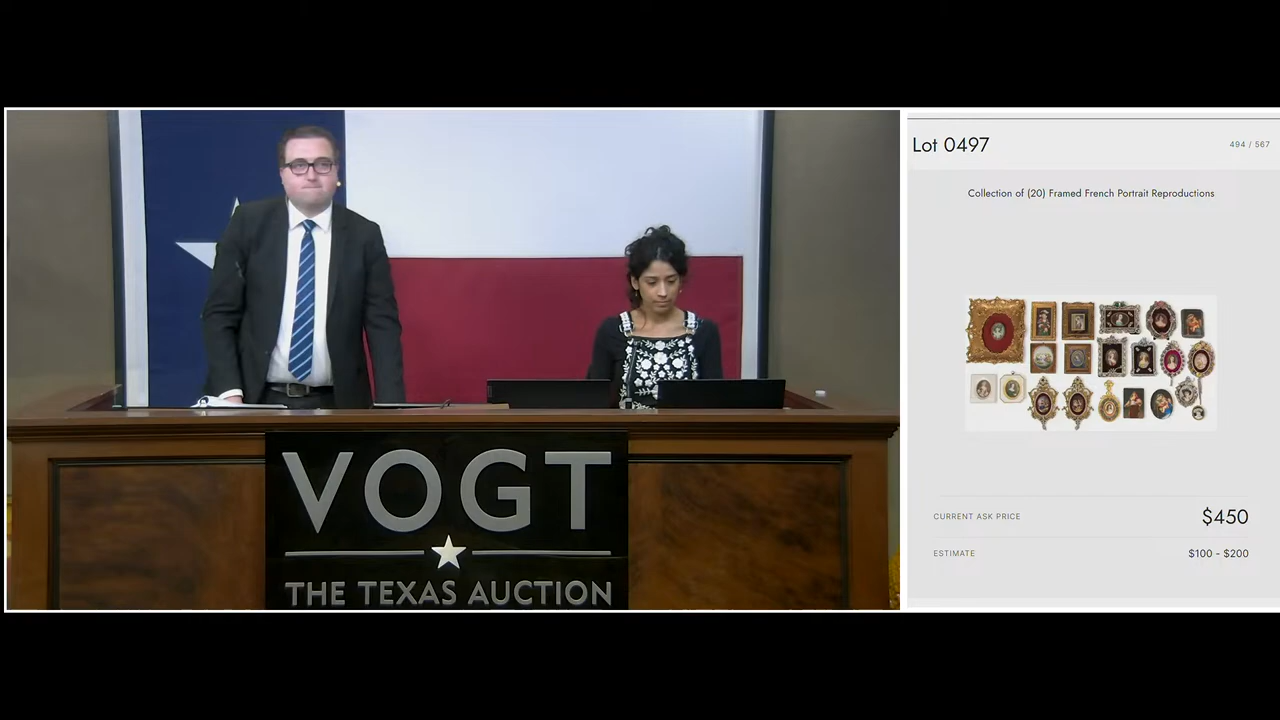 VOGT
THE TEXAS AUCTION
Lot 0497
494 / 567
Collection of (20) Framed French Portrait Reproductions
CURRENT ASK PRICE
$450
ESTIMATE
$100 - $200